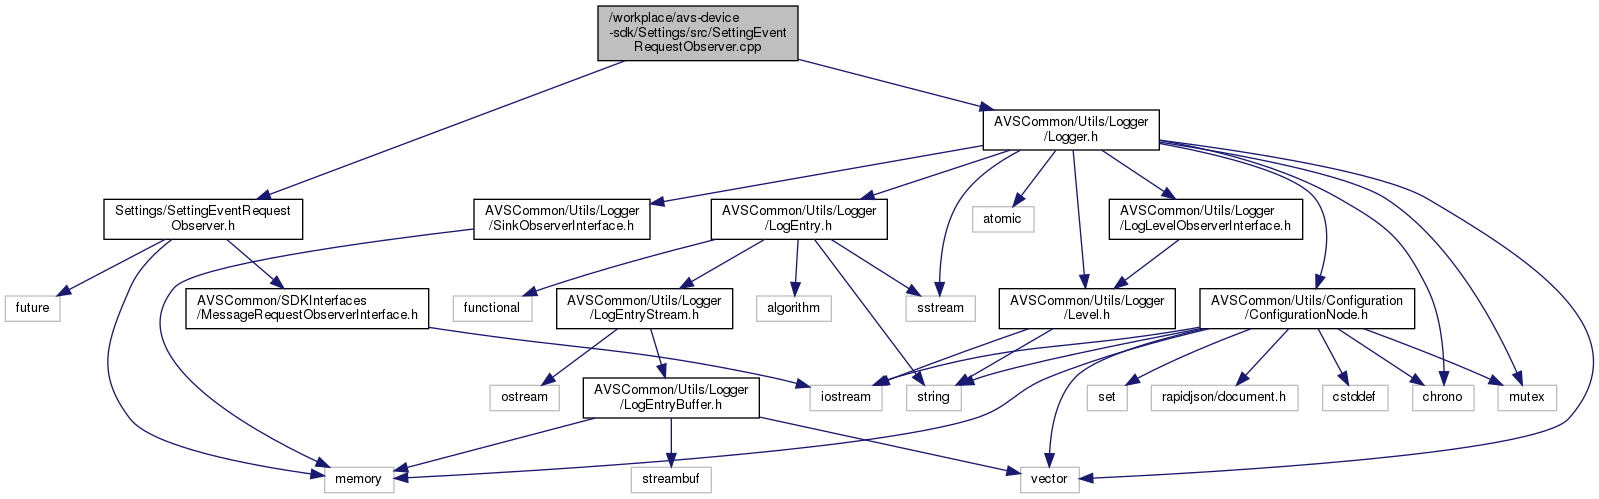 /workplace/avs-device
-sdk/Settings/src/SettingEvent
RequestObserver.cpp
AVSCommon/Utils/Logger
/Logger.h
Settings/SettingEventRequest
Observer.h
AVSCommon/Utils/Logger
/SinkObserverInterface.h
AVSCommon/Utils/Logger
/LogEntry.h
atomic
AVSCommon/Utils/Logger
/LogLevelObserverInterface.h
future
AVSCommon/SDKInterfaces
/MessageRequestObserverInterface.h
functional
AVSCommon/Utils/Logger
/LogEntryStream.h
algorithm
sstream
AVSCommon/Utils/Logger
/Level.h
AVSCommon/Utils/Configuration
/ConfigurationNode.h
ostream
AVSCommon/Utils/Logger
/LogEntryBuffer.h
iostream
string
set
rapidjson/document.h
cstddef
chrono
mutex
memory
streambuf
vector